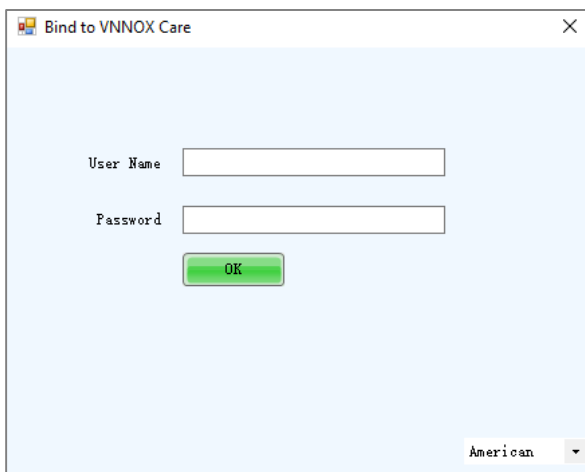 Bind to VNNOX Care
User Name
Password
OK
American